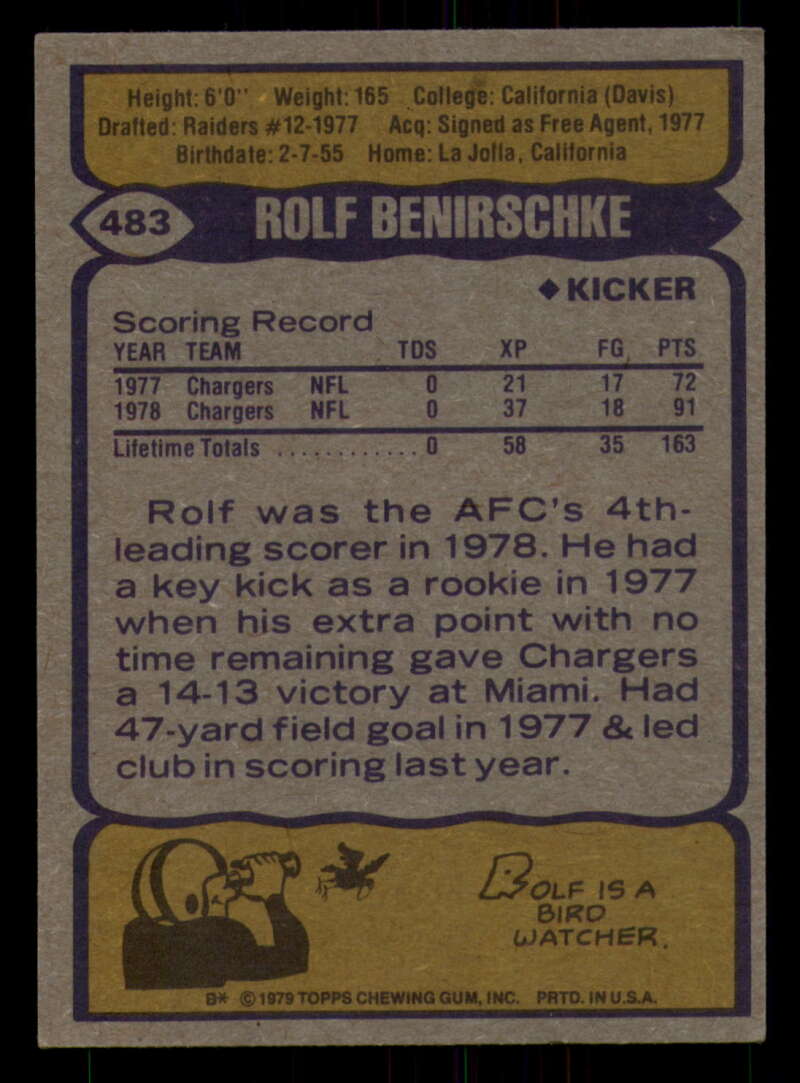 Height: 6'0" Weight: 165 College: California (Davis)
Drafted: Raiders #12-1977 Acq: Signed as Free Agent, 1977
Birthdate: 2-7-55 Home: La Jolla, California
483 ROLF BENIRSCHKE
◆ KICKER
Scoring Record
YEAR TEAM TDS XP FG PTS
1977 Chargers NFL 0 21 17 72
1978 Chargers NFL 0 37 18 91
Lifetime Totals ............ 0 58 35 163
Rolf was the AFC's 4th-
leading scorer in 1978. He had
a key kick as a rookie in 1977
when his extra point with no
time remaining gave Chargers
a 14-13 victory at Miami. Had
47-yard field goal in 1977 & led
club in scoring last year.
ROLF IS A
BIRD
WATCHER.
B* © 1979 TOPPS CHEWING GUM, INC. PRTD. IN U.S.A.